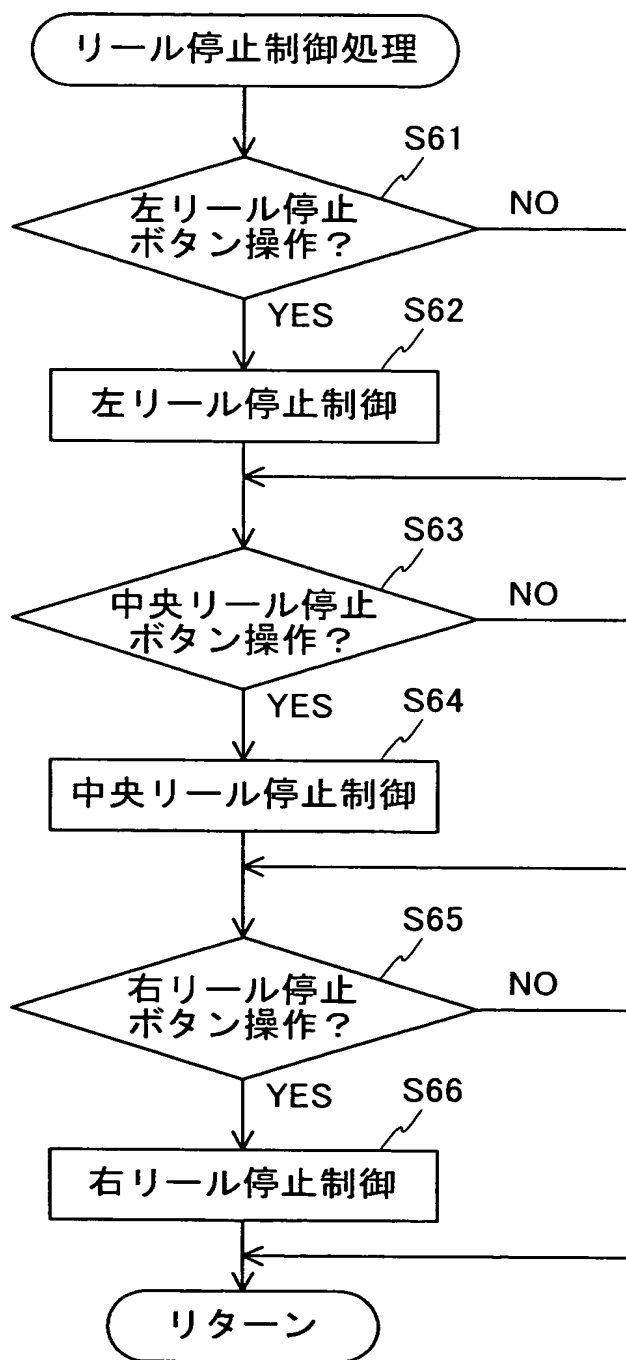 リール停止制御処理
S61
左リール停止
ボタン操作？
NO
YES
S62
左リール停止制御
S63
中央リール停止
ボタン操作？
NO
YES
S64
中央リール停止制御
S65
右リール停止
ボタン操作？
NO
YES
S66
右リール停止制御
リターン